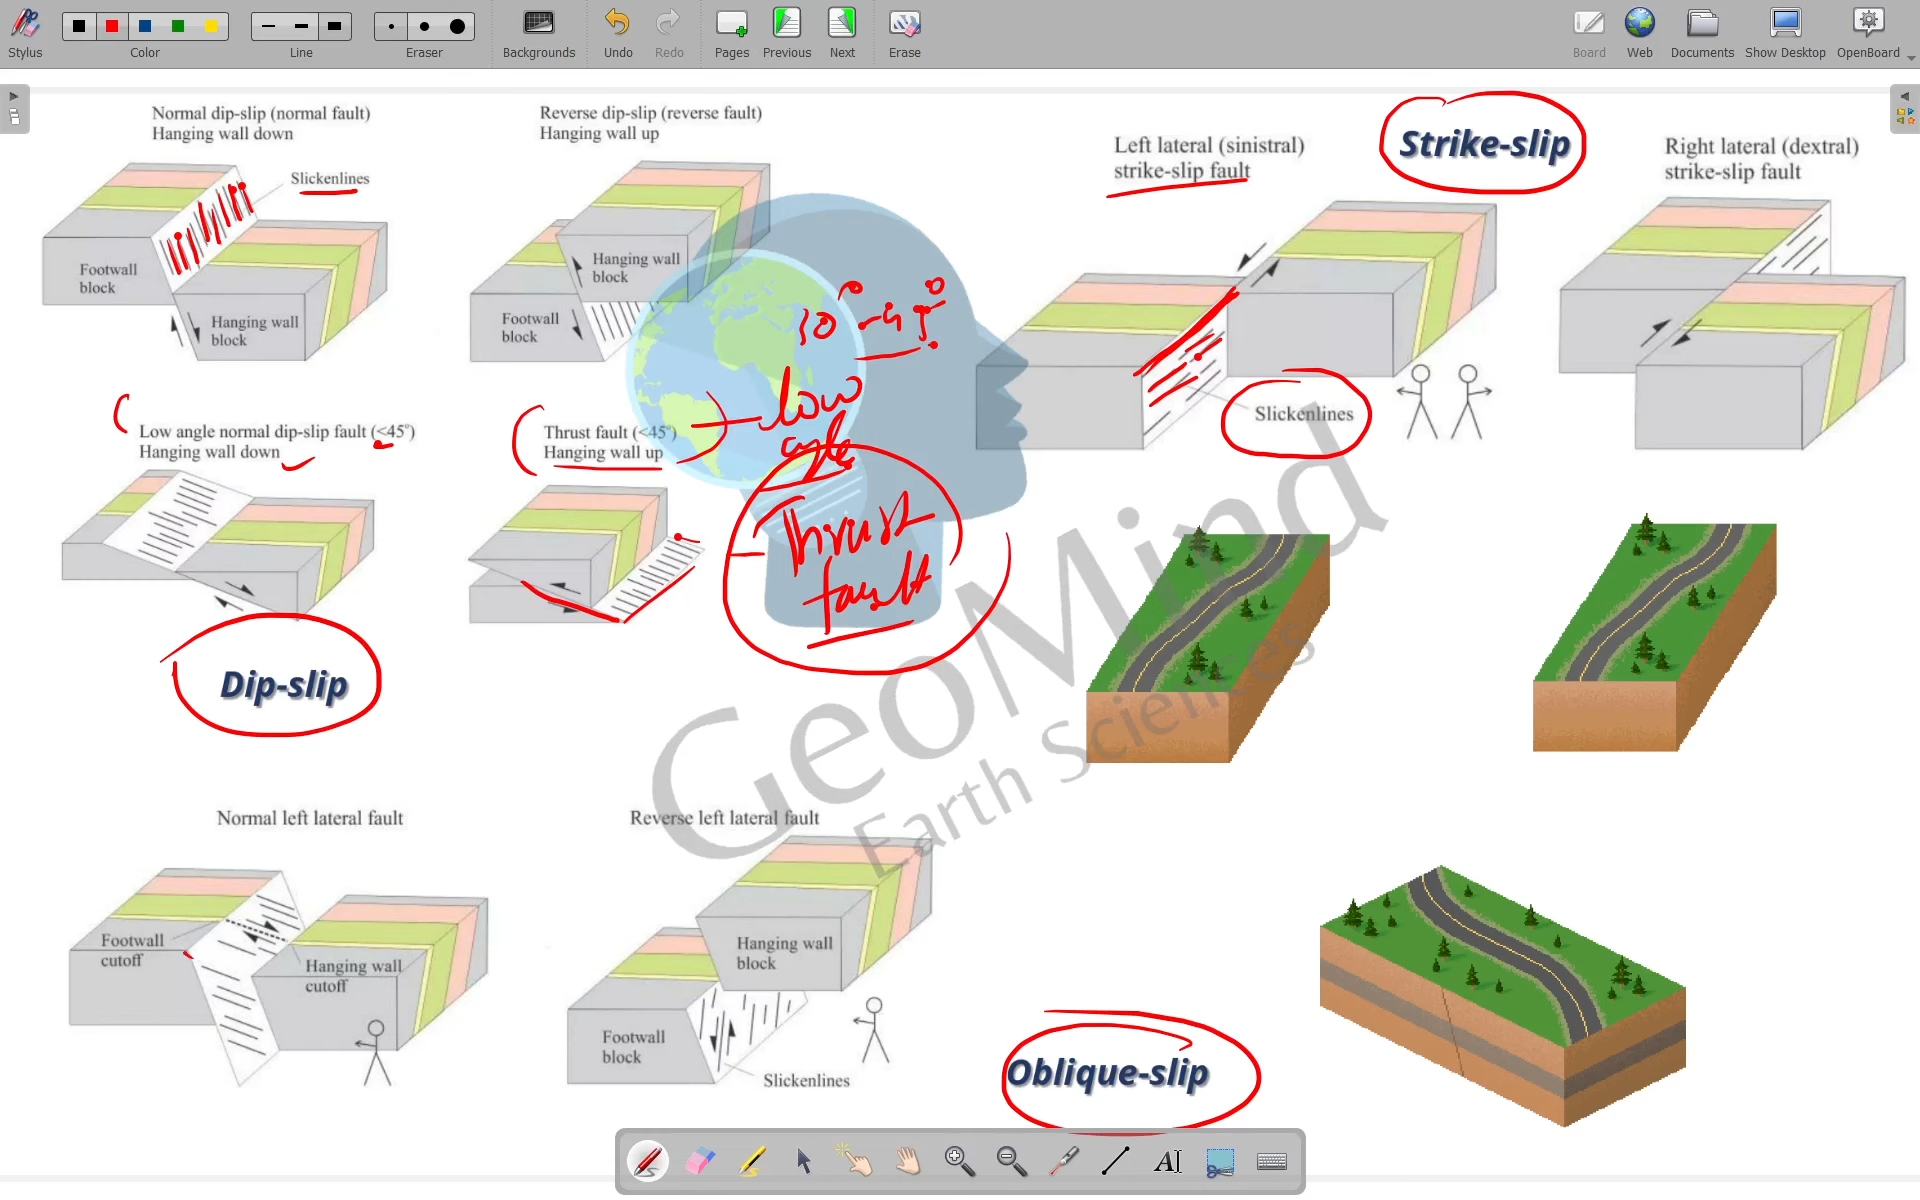 Stylus
Color
Line
Eraser
Backgrounds
Undo
Redo
Pages
Previous
Next
Erase
Board
Web
Documents
Show Desktop
OpenBoard
Normal dip-slip (normal fault)
Hanging wall down
Slickenlines
Footwall
block
Hanging wall
block
Reverse dip-slip (reverse fault)
Hanging wall up
Hanging wall
block
Footwall
block
Left lateral (sinistral)
strike-slip fault
Strike-slip
Right lateral (dextral)
strike-slip fault
Slickenlines
Low angle normal dip-slip fault (<45°)
Hanging wall down
Thrust fault (<45°)
Hanging wall up
low
angle
Thrust
fault
Dip-slip
GeoMind
Earth Sciences
Normal left lateral fault
Footwall
cutoff
Hanging wall
cutoff
Reverse left lateral fault
Hanging wall
block
Footwall
block
Slickenlines
Oblique-slip